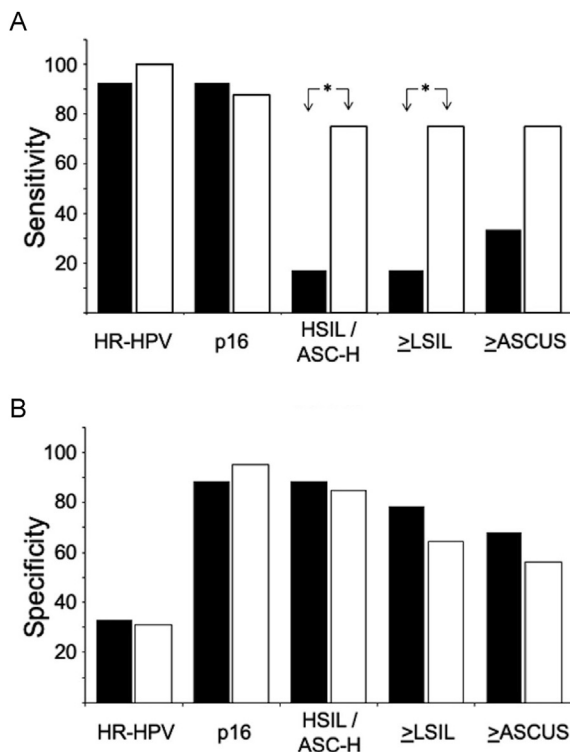 A
Sensitivity
100
80
60
40
20
*
*
HR-HPV
p16
HSIL /
ASC-H
≥LSIL
≥ASCUS
B
Specificity
100
80
60
40
20
HR-HPV
p16
HSIL /
ASC-H
≥LSIL
≥ASCUS